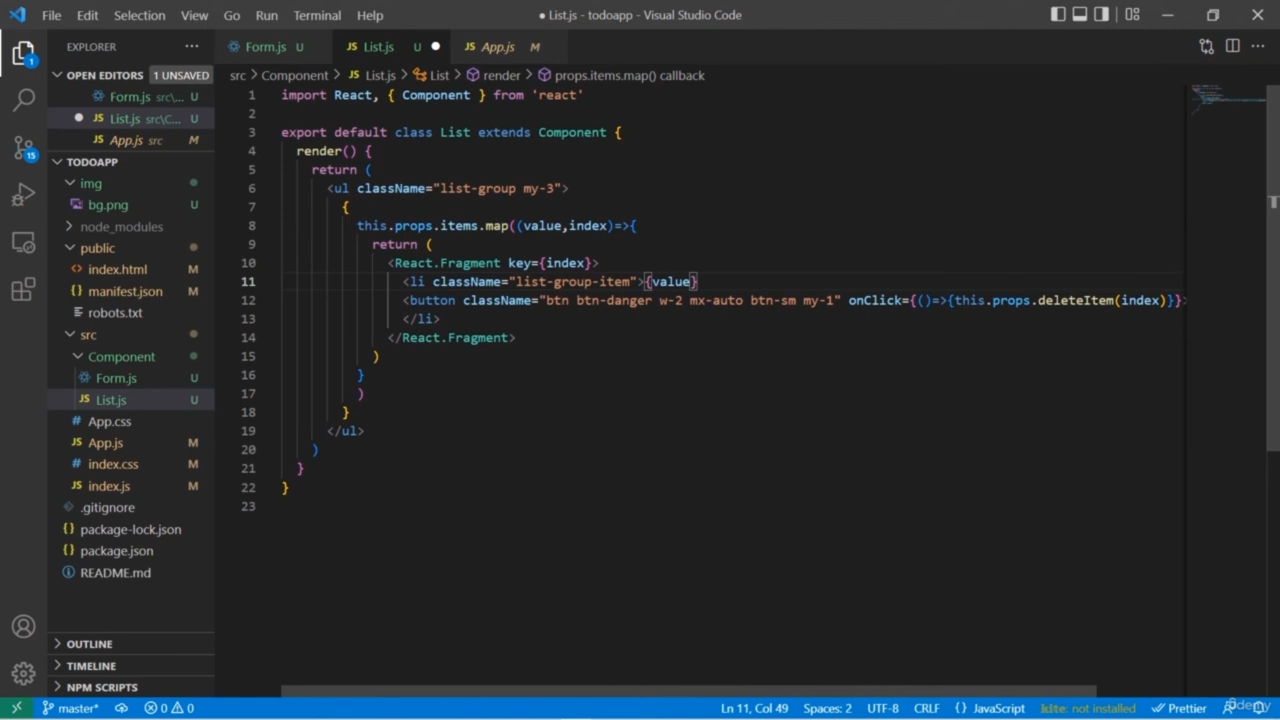 File Edit Selection View Go Run Terminal Help
● List.js - todoapp - Visual Studio Code
EXPLORER
Form.js U
JS List.js U
JS App.js M
OPEN EDITORS 1 UNSAVED
Form.js src\... U
JS List.js src\C... U
JS App.js src M
TODOAPP
img
bg.png U
node_modules
public
index.html M
manifest.json M
robots.txt
src
Component
Form.js U
JS List.js U
# App.css
JS App.js M
# index.css M
JS index.js M
.gitignore
{} package-lock.json
{} package.json
README.md
OUTLINE
TIMELINE
NPM SCRIPTS
src > Component > JS List.js > List > render > props.items.map() callback
1 import React, { Component } from 'react'
2
3 export default class List extends Component {
4 render() {
5 return (
6 <ul className="list-group my-3">
7 {
8 this.props.items.map((value,index)=>{
9 return (
10 <React.Fragment key={index}>
11 <li className="list-group-item">{value}
12 <button className="btn btn-danger w-2 mx-auto btn-sm my-1" onClick={()=>{this.props.deleteItem(index)}}>
13 </li>
14 </React.Fragment>
15 )
16 }
17 )
18 }
19 </ul>
20 )
21 }
22 }
23
1
15
master* 0 0
Ln 11, Col 49 Spaces: 2 UTF-8 CRLF {} JavaScript kite: not installed Prettier
Udemy